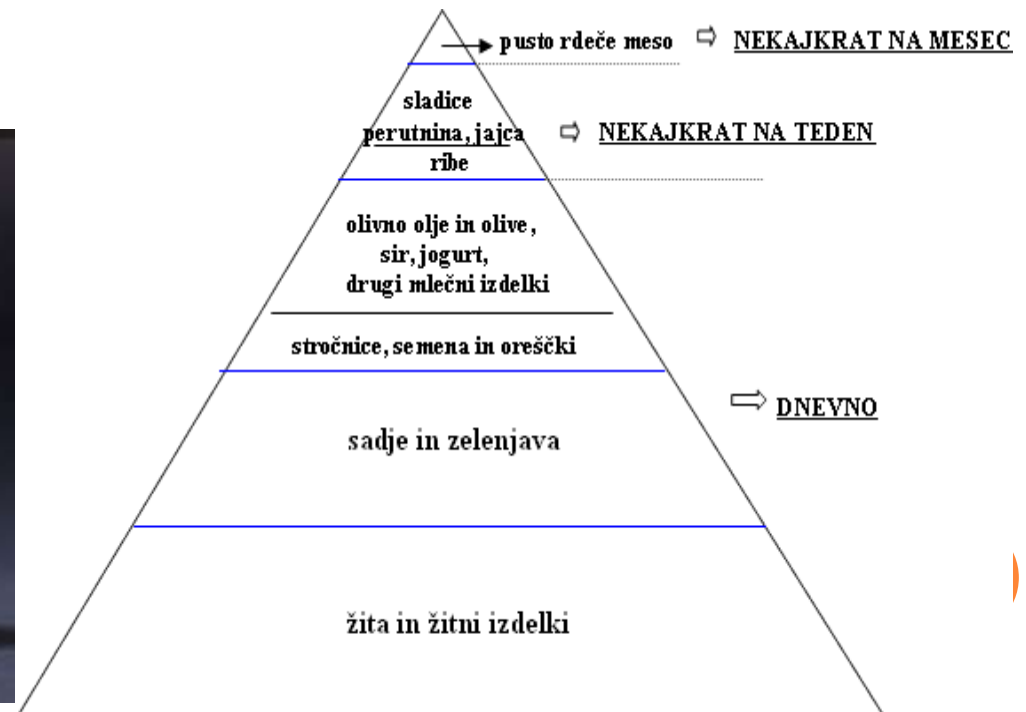 pusto rdeče meso ⇨ NEKAJKRAT NA MESEC
sladice
perutnina, jajca ⇨ NEKAJKRAT NA TEDEN
ribe
olivno olje in olive,
sir, jogurt,
drugi mlečni izdelki
stročnice, semena in oreščki
⇨ DNEVNO
sadje in zelenjava
žita in žitni izdelki